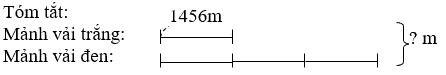 Tóm tắt:
1456m
Mảnh vải trắng:
? m
Mảnh vải đen: